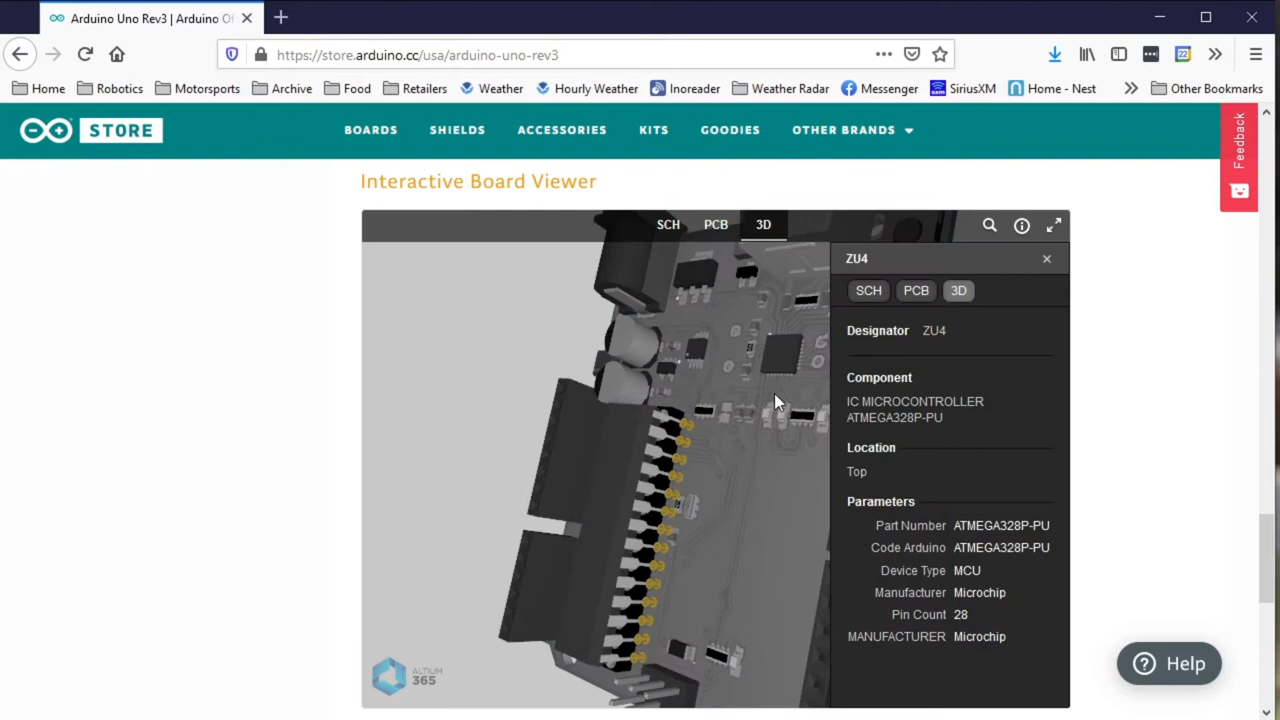 Arduino Uno Rev3 | Arduino Of
https://store.arduino.cc/usa/arduino-uno-rev3
22
Home Robotics Motorsports Archive Food Retailers Weather Hourly Weather Inoreader Weather Radar Messenger SiriusXM Home - Nest Other Bookmarks
STORE BOARDS SHIELDS ACCESSORIES KITS GOODIES OTHER BRANDS
Feedback
Interactive Board Viewer
SCH PCB 3D
ZU4
SCH PCB 3D
Designator ZU4
Component
IC MICROCONTROLLER
ATMEGA328P-PU
Location
Top
Parameters
Part Number ATMEGA328P-PU
Code Arduino ATMEGA328P-PU
Device Type MCU
Manufacturer Microchip
Pin Count 28
MANUFACTURER Microchip
ALTIUM
365
Help